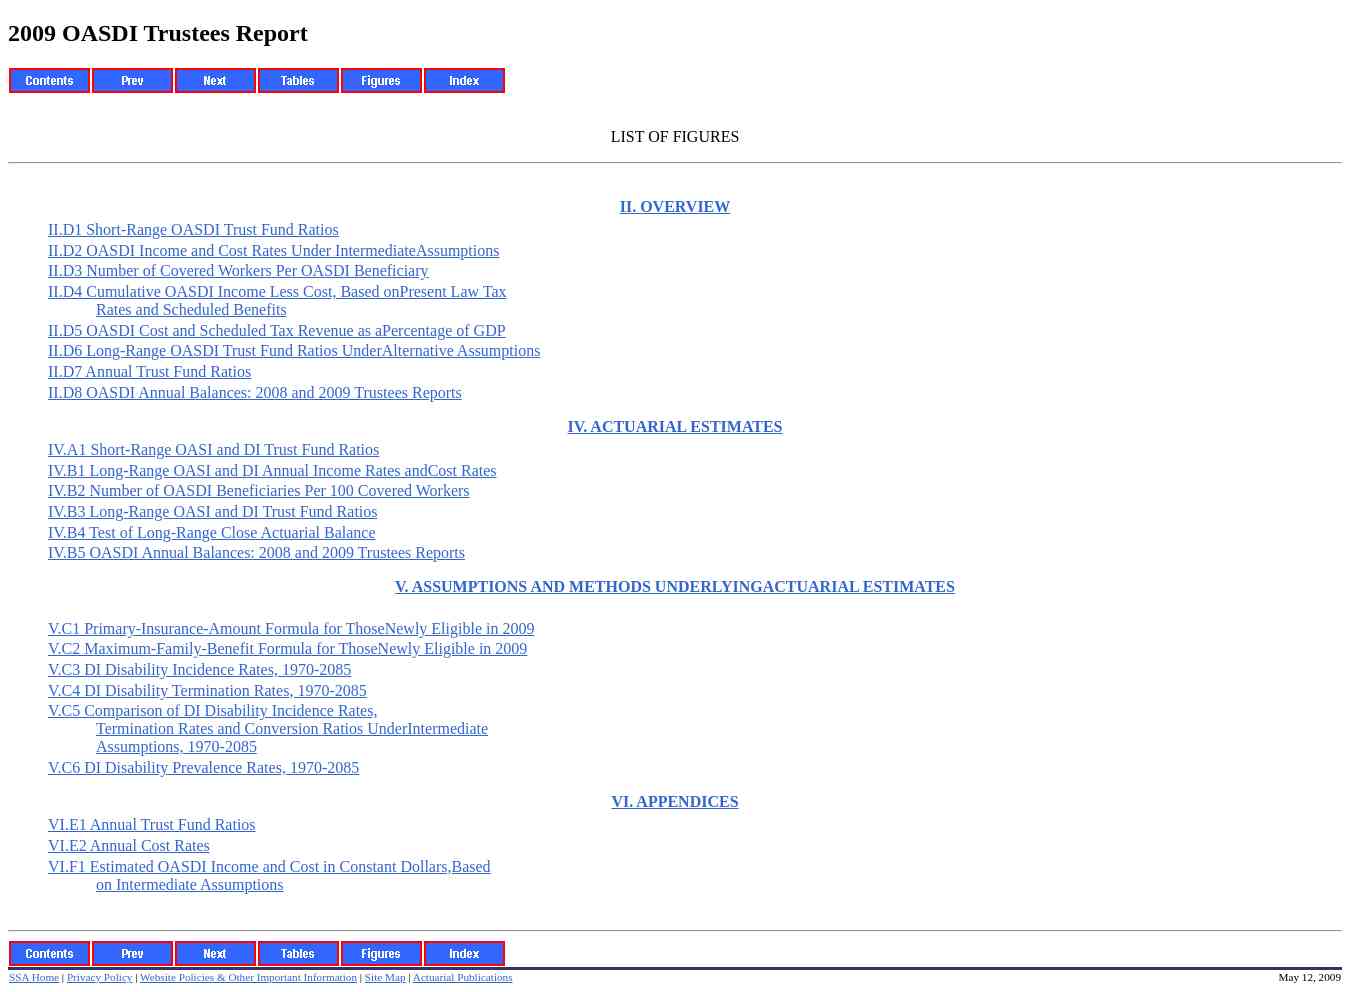 2009 OASDI Trustees Report
Contents Prev Next Tables Figures Index
LIST OF FIGURES
II. OVERVIEW
II.D1 Short-Range OASDI Trust Fund Ratios
II.D2 OASDI Income and Cost Rates Under IntermediateAssumptions
II.D3 Number of Covered Workers Per OASDI Beneficiary
II.D4 Cumulative OASDI Income Less Cost, Based onPresent Law Tax
Rates and Scheduled Benefits
II.D5 OASDI Cost and Scheduled Tax Revenue as aPercentage of GDP
II.D6 Long-Range OASDI Trust Fund Ratios UnderAlternative Assumptions
II.D7 Annual Trust Fund Ratios
II.D8 OASDI Annual Balances: 2008 and 2009 Trustees Reports
IV. ACTUARIAL ESTIMATES
IV.A1 Short-Range OASI and DI Trust Fund Ratios
IV.B1 Long-Range OASI and DI Annual Income Rates andCost Rates
IV.B2 Number of OASDI Beneficiaries Per 100 Covered Workers
IV.B3 Long-Range OASI and DI Trust Fund Ratios
IV.B4 Test of Long-Range Close Actuarial Balance
IV.B5 OASDI Annual Balances: 2008 and 2009 Trustees Reports
V. ASSUMPTIONS AND METHODS UNDERLYINGACTUARIAL ESTIMATES
V.C1 Primary-Insurance-Amount Formula for ThoseNewly Eligible in 2009
V.C2 Maximum-Family-Benefit Formula for ThoseNewly Eligible in 2009
V.C3 DI Disability Incidence Rates, 1970-2085
V.C4 DI Disability Termination Rates, 1970-2085
V.C5 Comparison of DI Disability Incidence Rates,
Termination Rates and Conversion Ratios UnderIntermediate
Assumptions, 1970-2085
V.C6 DI Disability Prevalence Rates, 1970-2085
VI. APPENDICES
VI.E1 Annual Trust Fund Ratios
VI.E2 Annual Cost Rates
VI.F1 Estimated OASDI Income and Cost in Constant Dollars,Based
on Intermediate Assumptions
Contents Prev Next Tables Figures Index
SSA Home | Privacy Policy | Website Policies & Other Important Information | Site Map | Actuarial Publications May 12, 2009